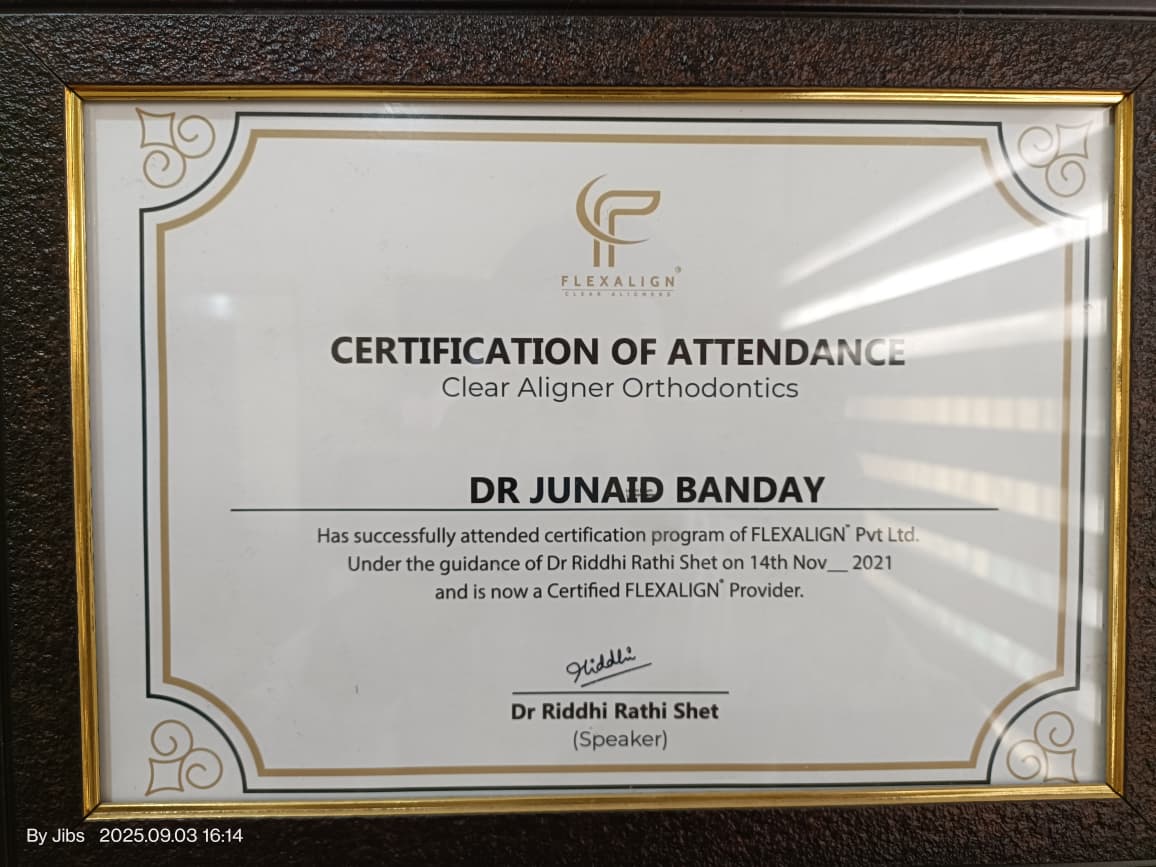 FLEXALIGN®
CLEAR ALIGNERS
CERTIFICATION OF ATTENDANCE
Clear Aligner Orthodontics
DR JUNAID BANDAY
Has successfully attended certification program of FLEXALIGN® Pvt Ltd.
Under the guidance of Dr Riddhi Rathi Shet on 14th Nov__ 2021
and is now a Certified FLEXALIGN® Provider.
Riddhi
Dr Riddhi Rathi Shet
(Speaker)
By Jibs 2025.09.03 16:14